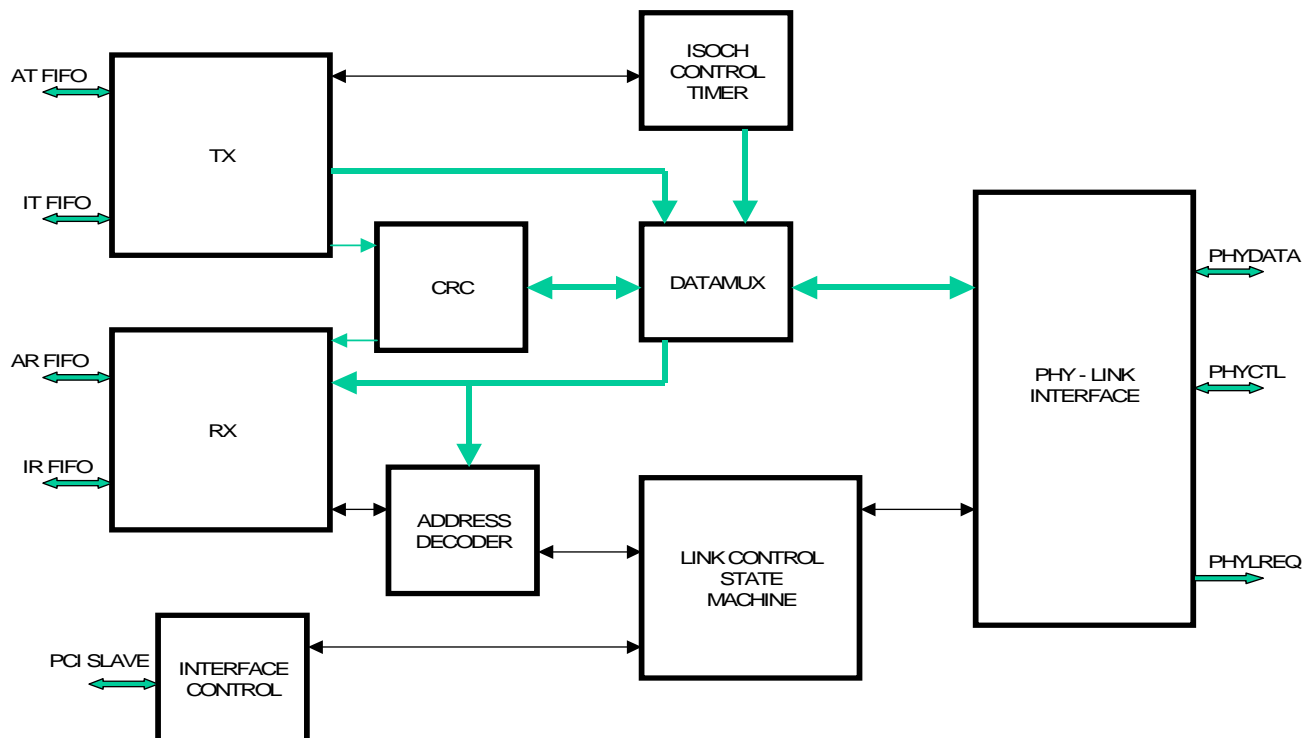 ISOCH
CONTROL
TIMER
AT FIFO
TX
IT FIFO
CRC
DATAMUX
PHYDATA
AR FIFO
RX
IR FIFO
PHY - LINK
INTERFACE
PHYCTL
ADDRESS
DECODER
LINK CONTROL
STATE
MACHINE
PHYLREQ
PCI SLAVE
INTERFACE
CONTROL